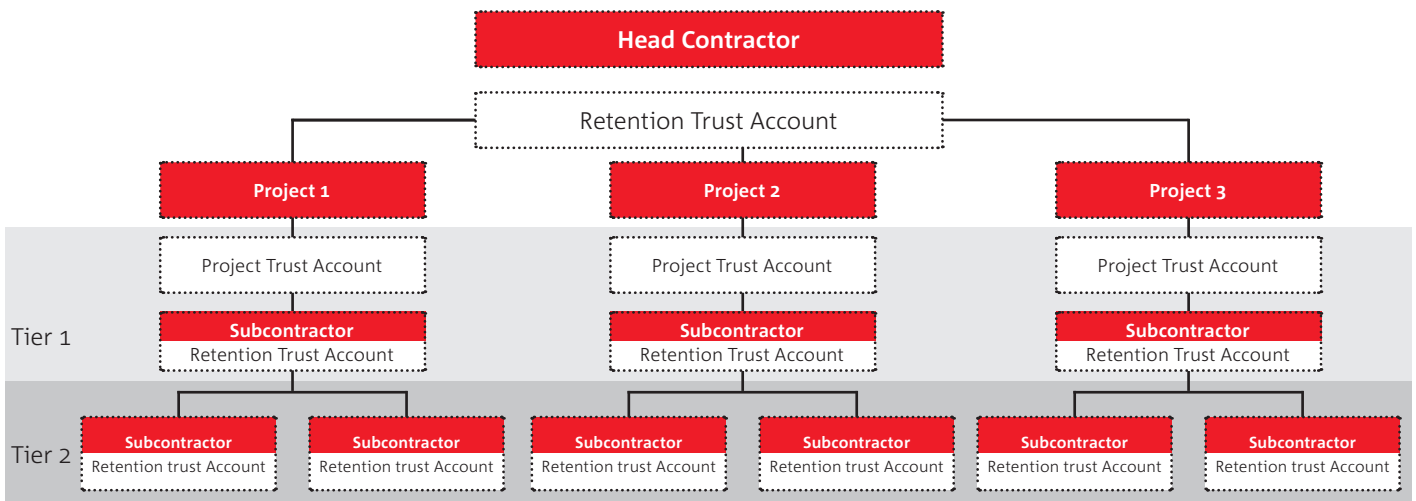 Head Contractor
Retention Trust Account
Project 1
Project 2
Project 3
Project Trust Account
Project Trust Account
Project Trust Account
Tier 1
Subcontractor
Retention Trust Account
Subcontractor
Retention Trust Account
Subcontractor
Retention Trust Account
Tier 2
Subcontractor
Retention trust Account
Subcontractor
Retention trust Account
Subcontractor
Retention trust Account
Subcontractor
Retention trust Account
Subcontractor
Retention trust Account
Subcontractor
Retention trust Account